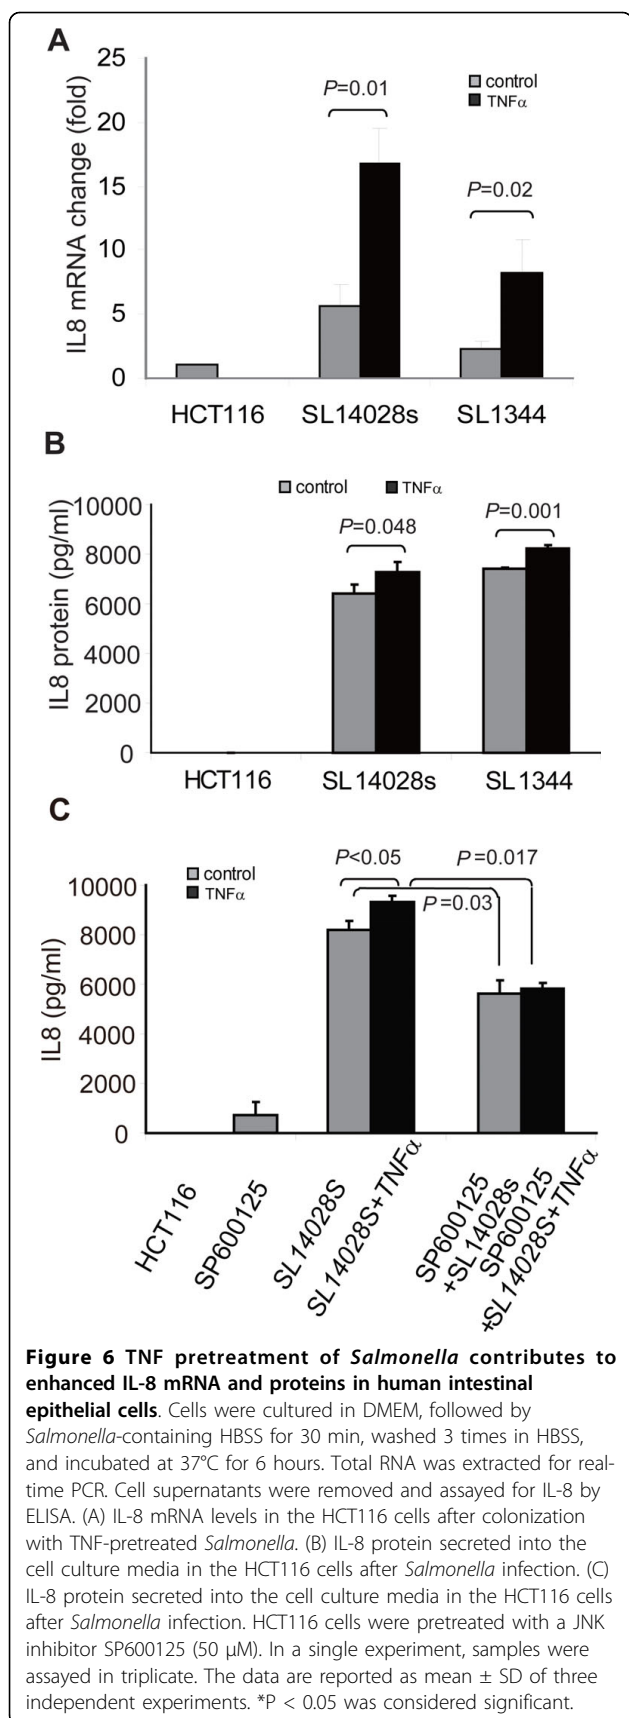 A
IL8 mRNA change (fold)
25
20
15
10
5
0
control
TNFα
P=0.01
P=0.02
HCT116 SL14028s SL1344
B
IL8 protein (pg/ml)
10000
8000
6000
4000
2000
0
control TNFα
P=0.048
P=0.001
HCT116 SL14028s SL1344
C
IL8 (pg/ml)
10000
8000
6000
4000
2000
0
control
TNFα
P<0.05
P=0.017
P=0.03
HCT116
SP600125
SL14028S
SL14028S+TNFα
SP600125
+SL14028s
SP600125
+SL14028S+TNFα
Figure 6 TNF pretreatment of Salmonella contributes to
enhanced IL-8 mRNA and proteins in human intestinal
epithelial cells. Cells were cultured in DMEM, followed by
Salmonella-containing HBSS for 30 min, washed 3 times in HBSS,
and incubated at 37°C for 6 hours. Total RNA was extracted for real-
time PCR. Cell supernatants were removed and assayed for IL-8 by
ELISA. (A) IL-8 mRNA levels in the HCT116 cells after colonization
with TNF-pretreated Salmonella. (B) IL-8 protein secreted into the
cell culture media in the HCT116 cells after Salmonella infection. (C)
IL-8 protein secreted into the cell culture media in the HCT116 cells
after Salmonella infection. HCT116 cells were pretreated with a JNK
inhibitor SP600125 (50 μM). In a single experiment, samples were
assayed in triplicate. The data are reported as mean ± SD of three
independent experiments. *P < 0.05 was considered significant.